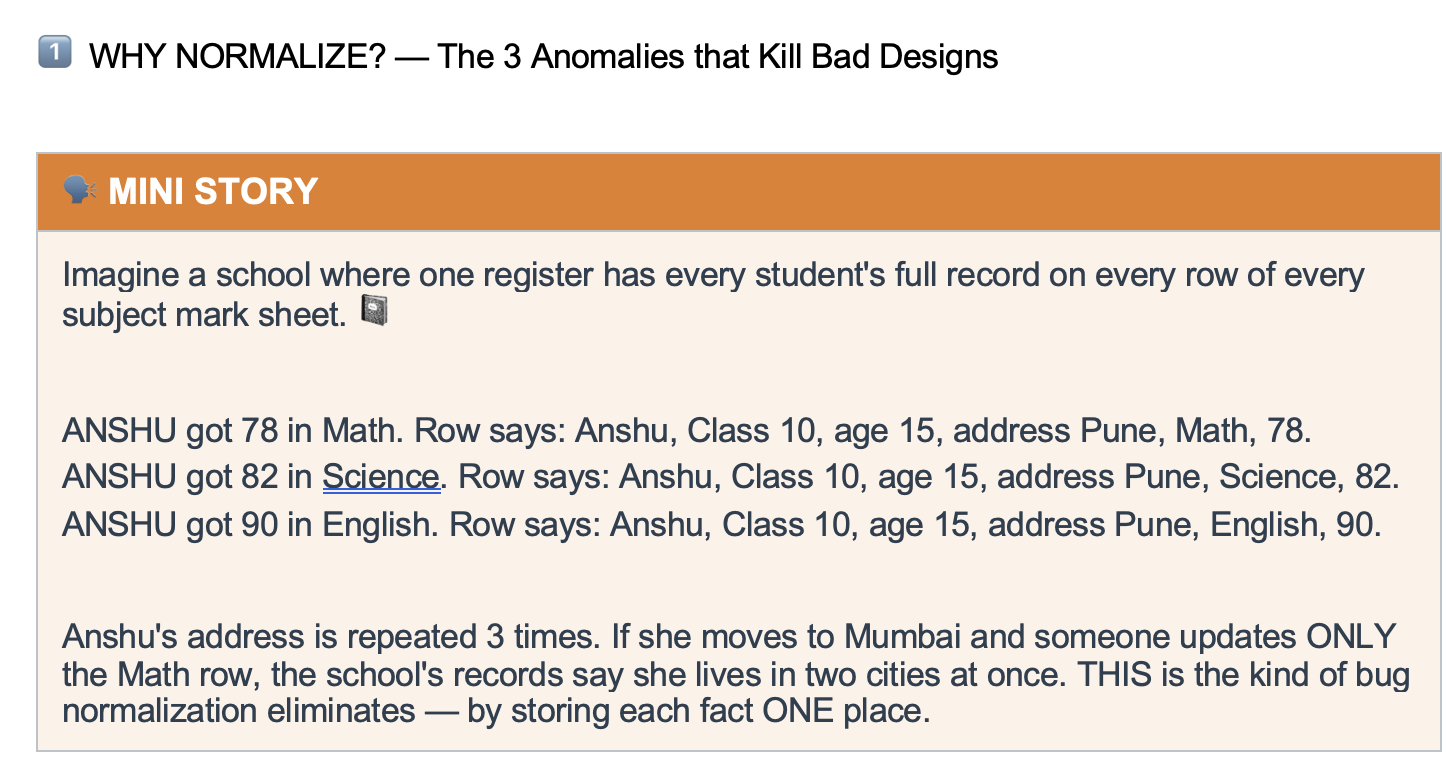 1 WHY NORMALIZE? — The 3 Anomalies that Kill Bad Designs
MINI STORY
Imagine a school where one register has every student's full record on every row of every
subject mark sheet.
ANSHU got 78 in Math. Row says: Anshu, Class 10, age 15, address Pune, Math, 78.
ANSHU got 82 in Science. Row says: Anshu, Class 10, age 15, address Pune, Science, 82.
ANSHU got 90 in English. Row says: Anshu, Class 10, age 15, address Pune, English, 90.
Anshu's address is repeated 3 times. If she moves to Mumbai and someone updates ONLY
the Math row, the school's records say she lives in two cities at once. THIS is the kind of bug
normalization eliminates — by storing each fact ONE place.